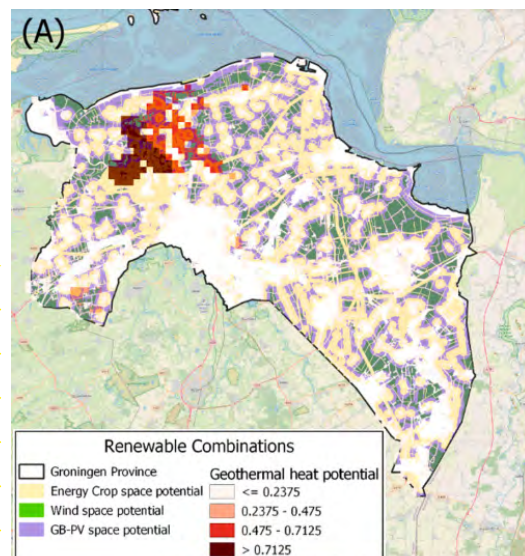 (A)
Renewable Combinations
Groningen Province
Energy Crop space potential
Wind space potential
GB-PV space potential
Geothermal heat potential
<= 0.2375
0.2375 - 0.475
0.475 - 0.7125
> 0.7125